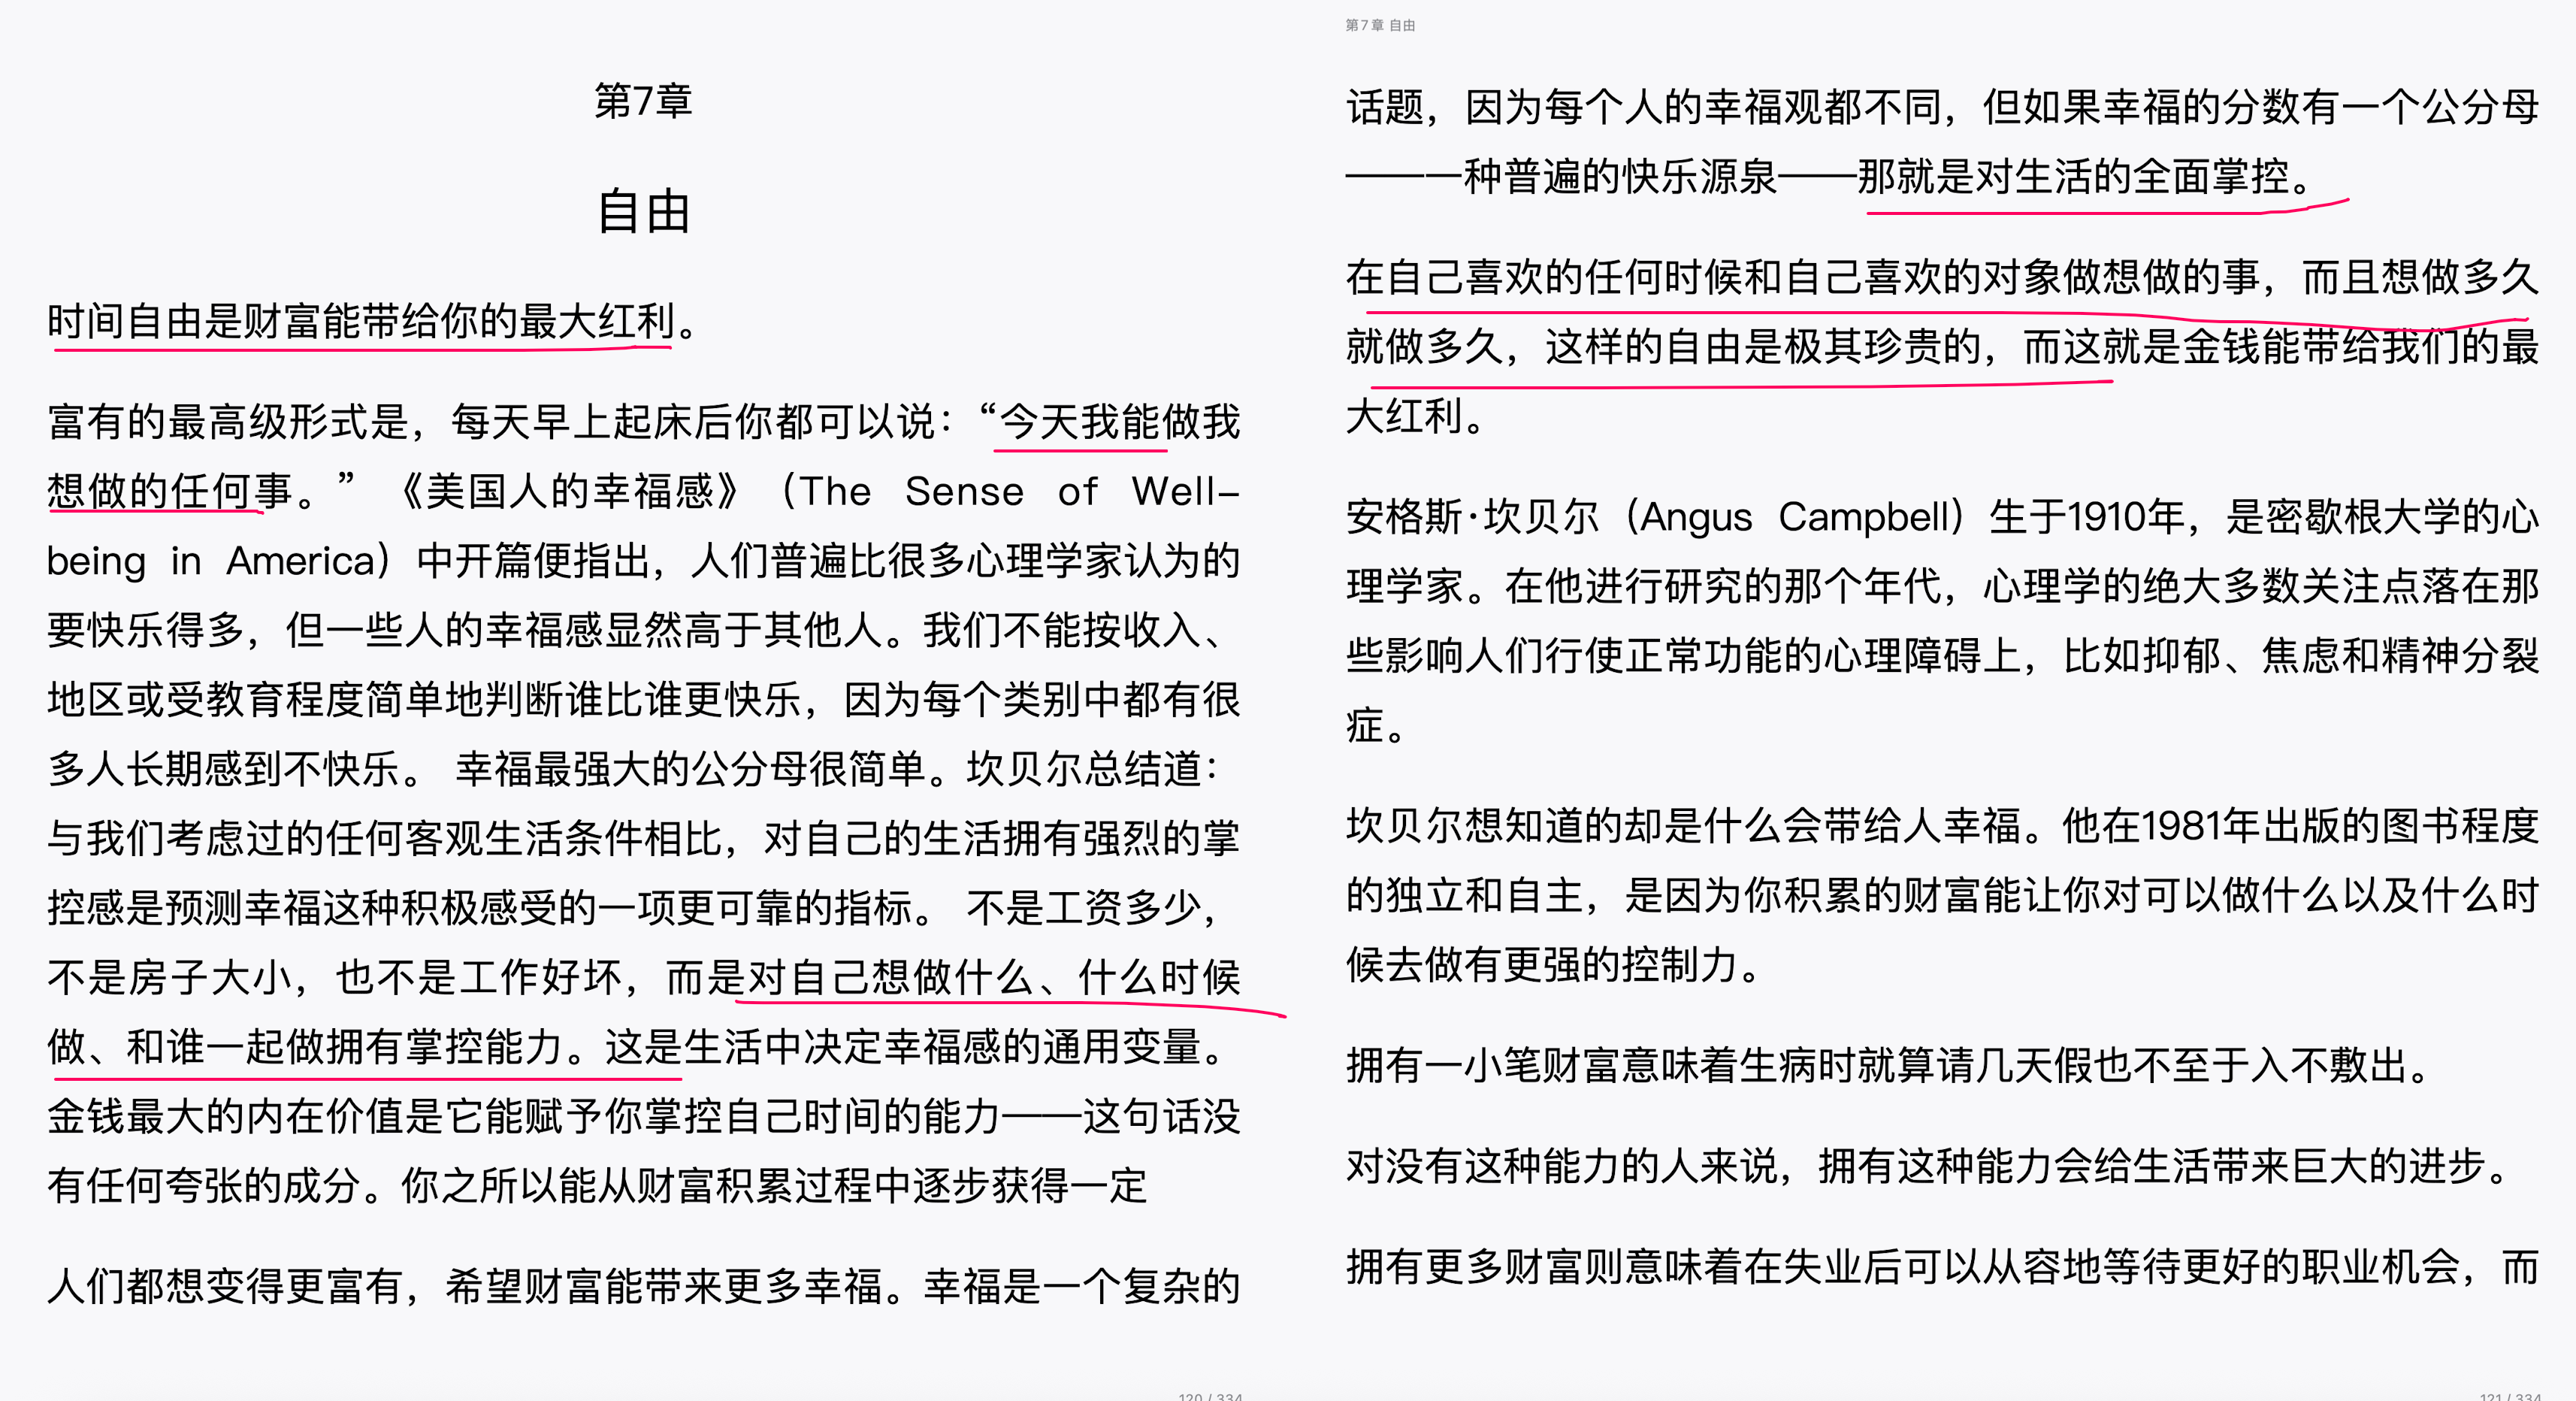 第7章
自由
时间自由是财富能带给你的最大红利。
富有的最高级形式是，每天早上起床后你都可以说：“今天我能做我
想做的任何事。” 《美国人的幸福感》（The Sense of Well-
being in America）中开篇便指出，人们普遍比很多心理学家认为的
要快乐得多，但一些人的幸福感显然高于其他人。我们不能按收入、
地区或受教育程度简单地判断谁比谁更快乐，因为每个类别中都有很
多人长期感到不快乐。 幸福最强大的公分母很简单。坎贝尔总结道：
与我们考虑过的任何客观生活条件相比，对自己的生活拥有强烈的掌
控感是预测幸福这种积极感受的一项更可靠的指标。 不是工资多少，
不是房子大小，也不是工作好坏，而是对自己想做什么、什么时候
做、和谁一起做拥有掌控能力。这是生活中决定幸福感的通用变量。
金钱最大的内在价值是它能赋予你掌控自己时间的能力——这句话没
有任何夸张的成分。你之所以能从财富积累过程中逐步获得一定
人们都想变得更富有，希望财富能带来更多幸福。幸福是一个复杂的
120 / 334
第7章 自由
话题，因为每个人的幸福观都不同，但如果幸福的分数有一个公分母
——一种普遍的快乐源泉——那就是对生活的全面掌控。
在自己喜欢的任何时候和自己喜欢的对象做想做的事，而且想做多久
就做多久，这样的自由是极其珍贵的，而这就是金钱能带给我们的最
大红利。
安格斯·坎贝尔（Angus Campbell）生于1910年，是密歇根大学的心
理学家。在他进行研究的那个年代，心理学的绝大多数关注点落在那
些影响人们行使正常功能的心理障碍上，比如抑郁、焦虑和精神分裂
症。
坎贝尔想知道的却是什么会带给人幸福。他在1981年出版的图书程度
的独立和自主，是因为你积累的财富能让你对可以做什么以及什么时
候去做有更强的控制力。
拥有一小笔财富意味着生病时就算请几天假也不至于入不敷出。
对没有这种能力的人来说，拥有这种能力会给生活带来巨大的进步。
拥有更多财富则意味着在失业后可以从容地等待更好的职业机会，而
121 / 334